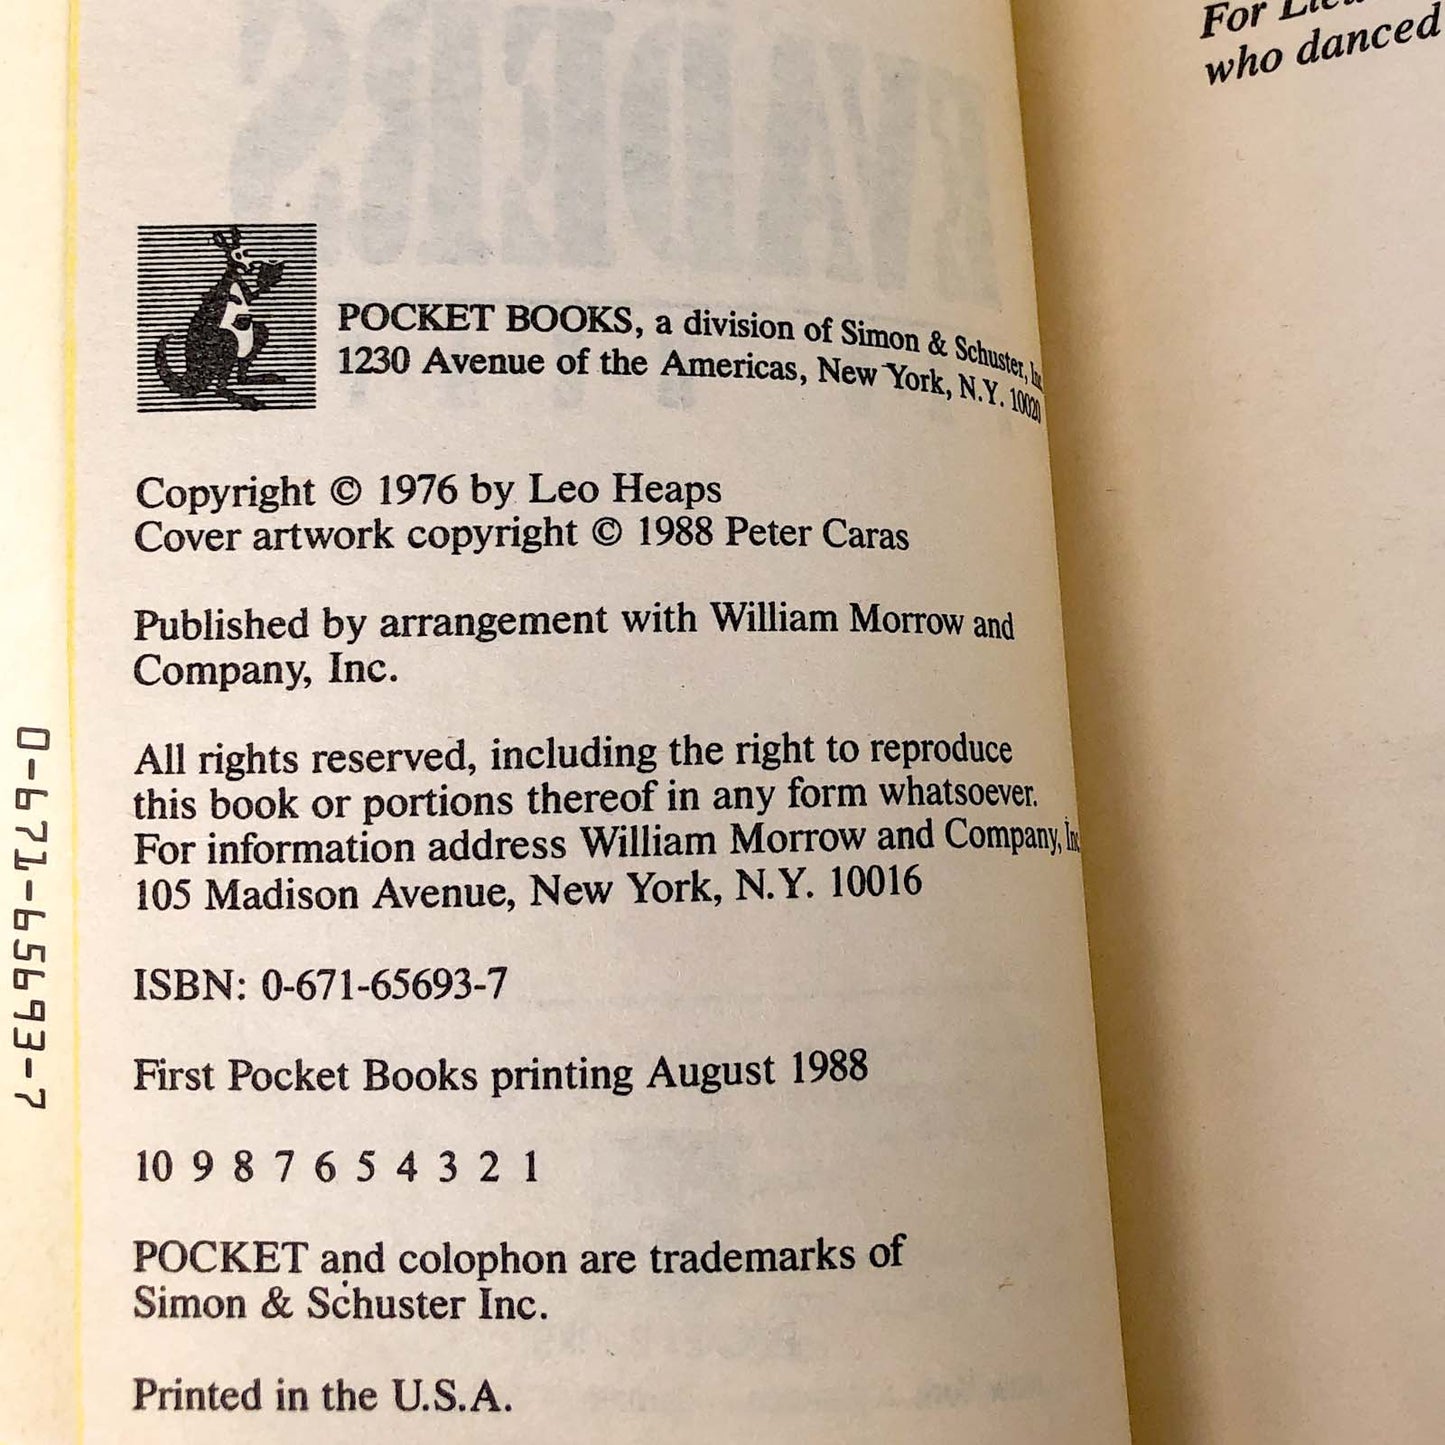 POCKET BOOKS, a division of Simon & Schuster, Inc
1230 Avenue of the Americas, New York, N.Y. 10020
Copyright © 1976 by Leo Heaps
Cover artwork copyright © 1988 Peter Caras
Published by arrangement with William Morrow and
Company, Inc.
All rights reserved, including the right to reproduce
this book or portions thereof in any form whatsoever.
For information address William Morrow and Company, Inc
105 Madison Avenue, New York, N.Y. 10016
ISBN: 0-671-65693-7
First Pocket Books printing August 1988
10 9 8 7 6 5 4 3 2 1
POCKET and colophon are trademarks of
Simon & Schuster Inc.
Printed in the U.S.A.
0-671-65693-7
For
who danced